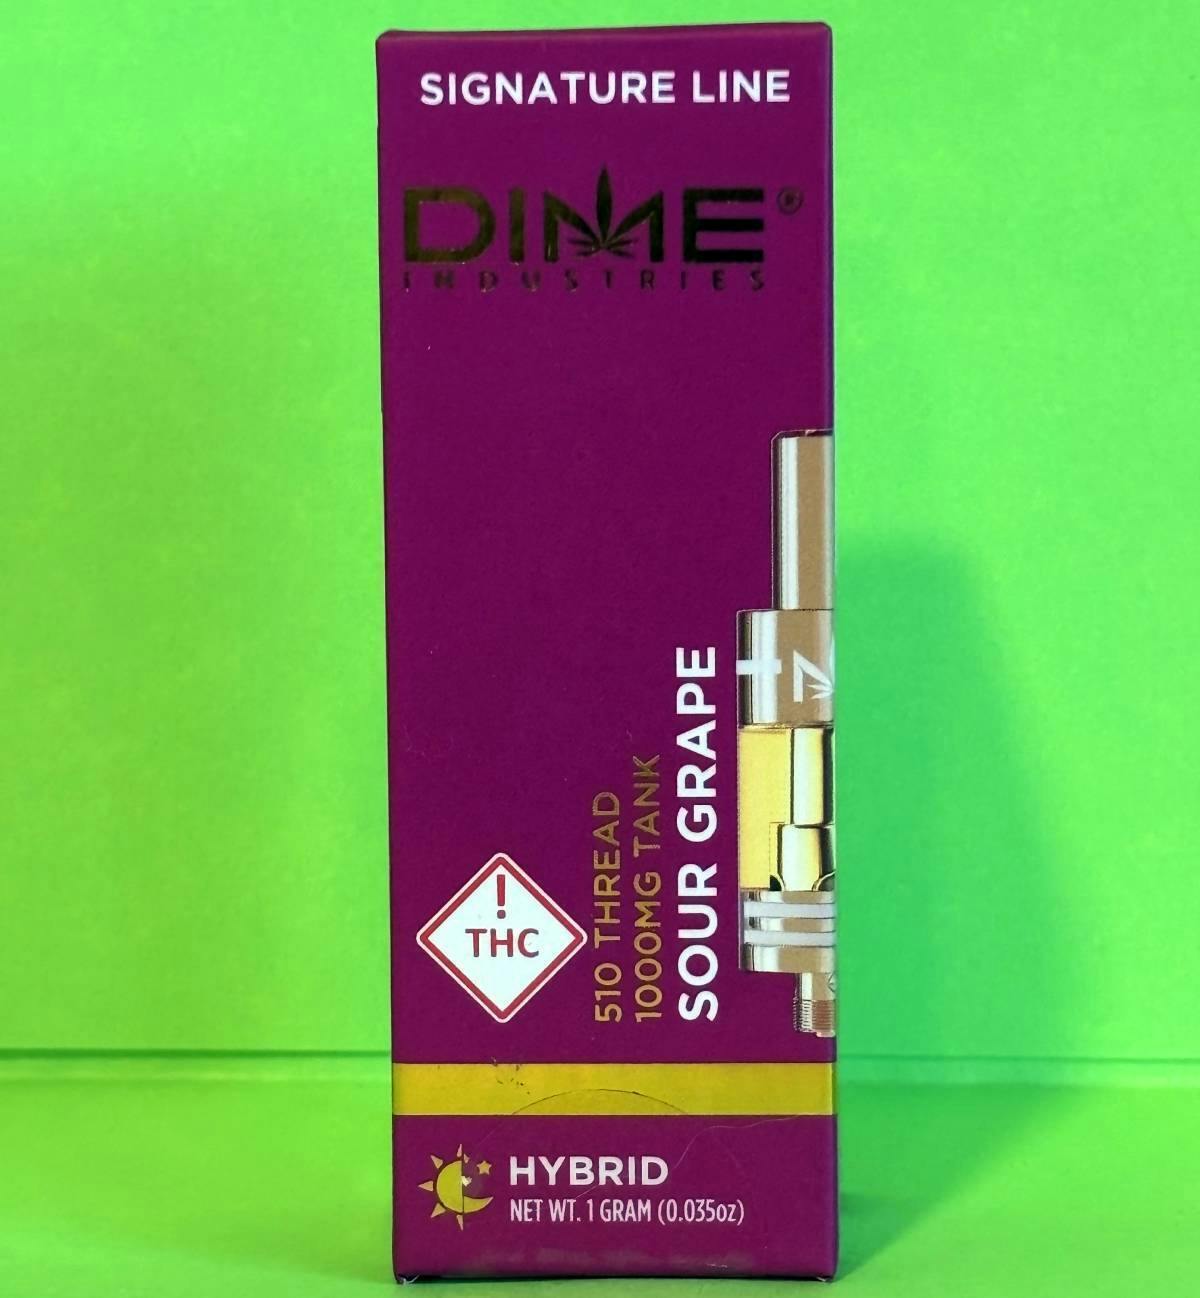 SIGNATURE LINE
DIME®
INDUSTRIES
510 THREAD
1000MG TANK
SOUR GRAPE
!
THC
HYBRID
NET WT. 1 GRAM (0.035oz)